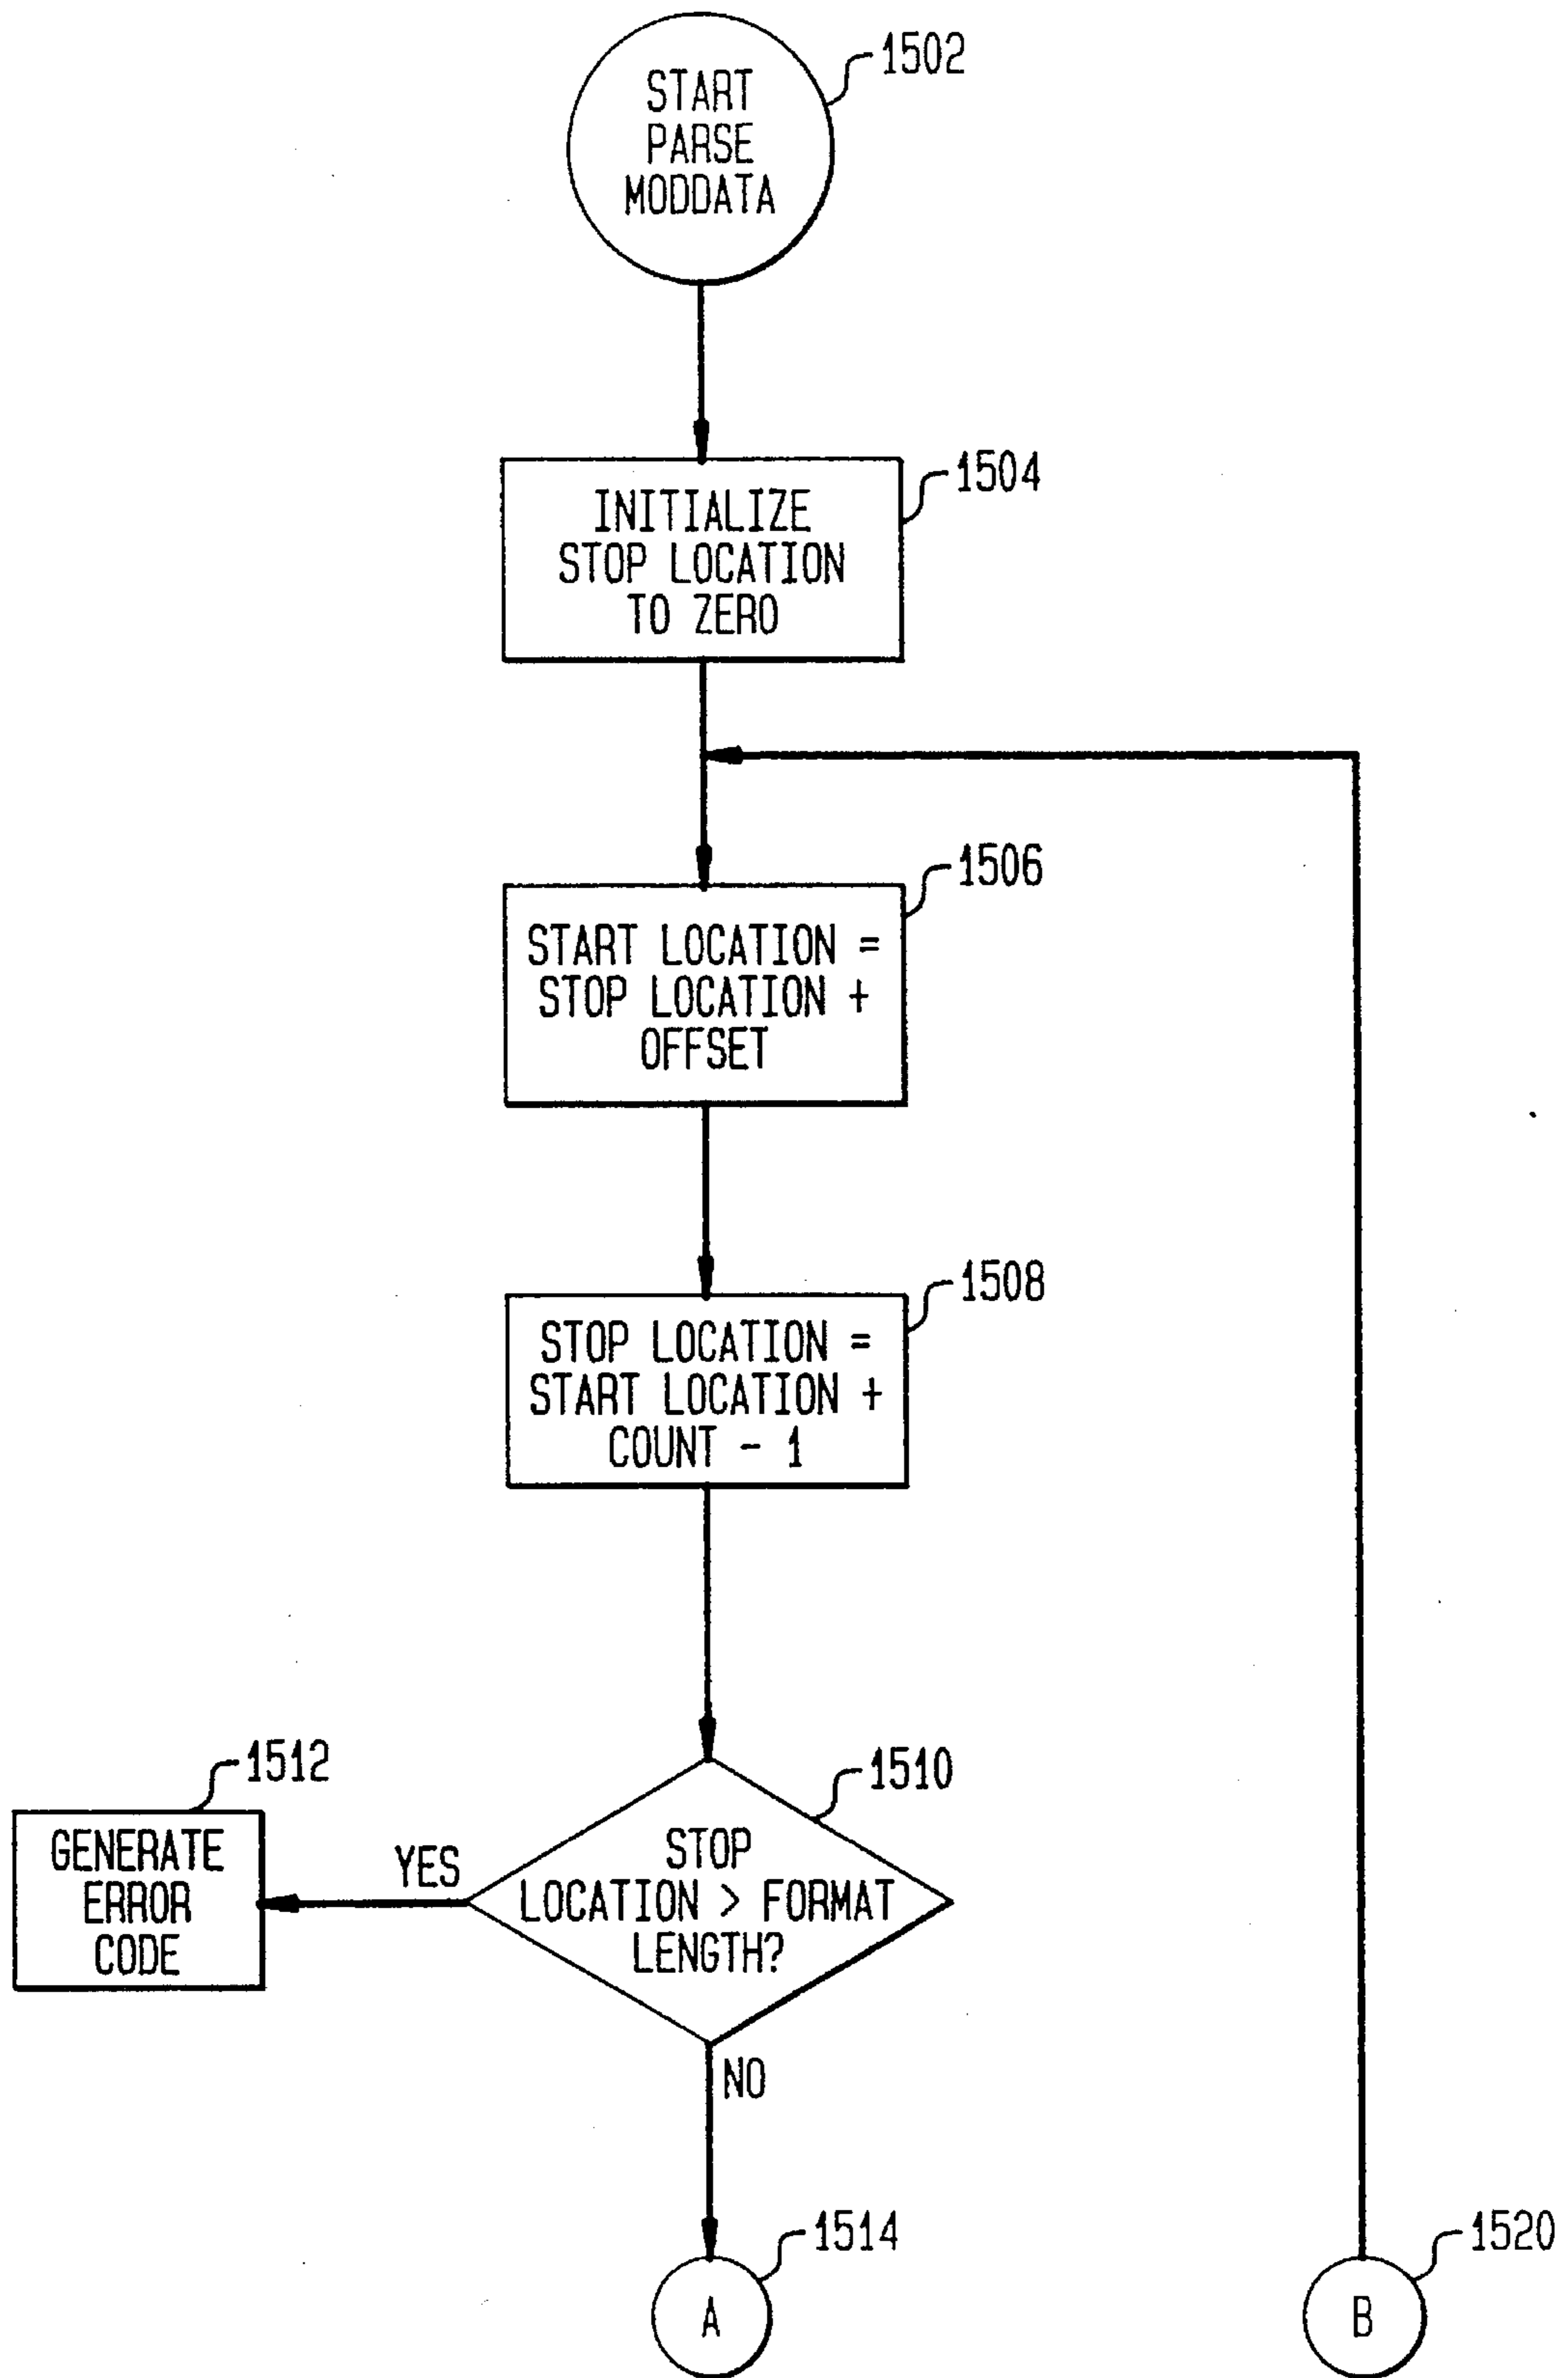 1502
START
PARSE
MODDATA
1504
INITIALIZE
STOP LOCATION
TO ZERO
1506
START LOCATION =
STOP LOCATION +
OFFSET
1508
STOP LOCATION =
START LOCATION +
COUNT - 1
1512
GENERATE
ERROR
CODE
YES
1510
STOP
LOCATION > FORMAT
LENGTH?
NO
1514
A
1520
B